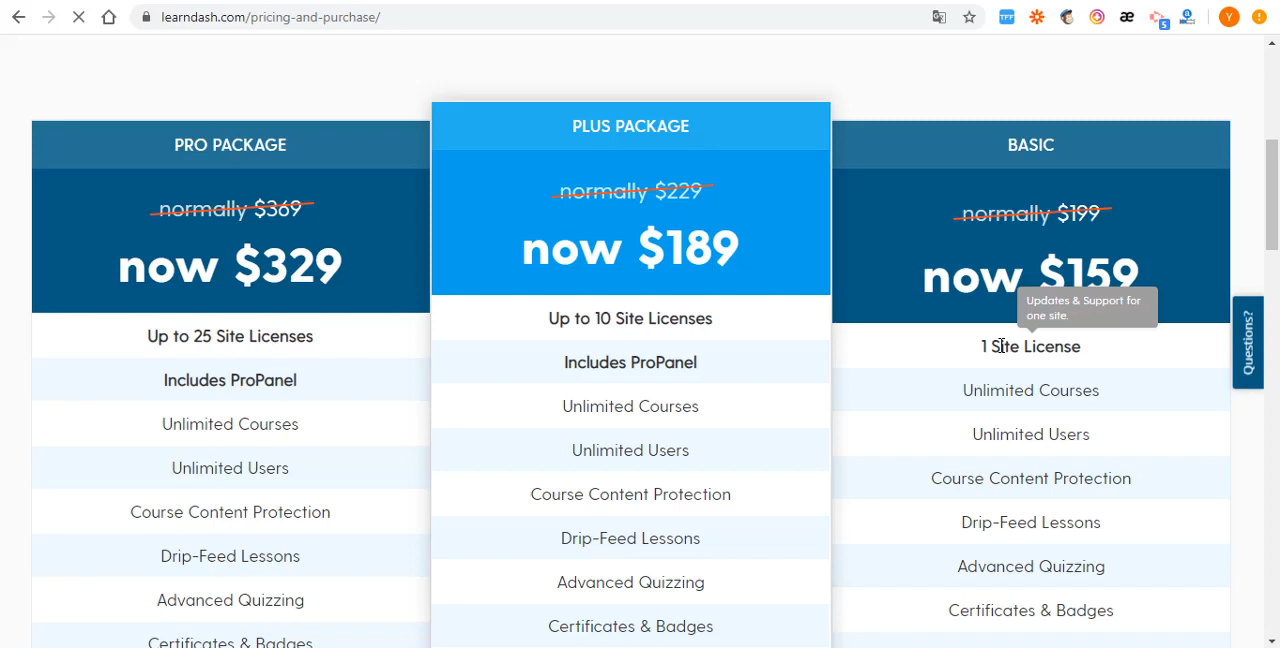 learndash.com/pricing-and-purchase/
TFF
æ
5
Y
PRO PACKAGE
normally $369
now $329
Up to 25 Site Licenses
Includes ProPanel
Unlimited Courses
Unlimited Users
Course Content Protection
Drip-Feed Lessons
Advanced Quizzing
Certificates & Badges
PLUS PACKAGE
normally $229
now $189
Up to 10 Site Licenses
Includes ProPanel
Unlimited Courses
Unlimited Users
Course Content Protection
Drip-Feed Lessons
Advanced Quizzing
Certificates & Badges
BASIC
normally $199
now $159
Updates & Support for
one site.
1 Site License
Unlimited Courses
Unlimited Users
Course Content Protection
Drip-Feed Lessons
Advanced Quizzing
Certificates & Badges
Questions?